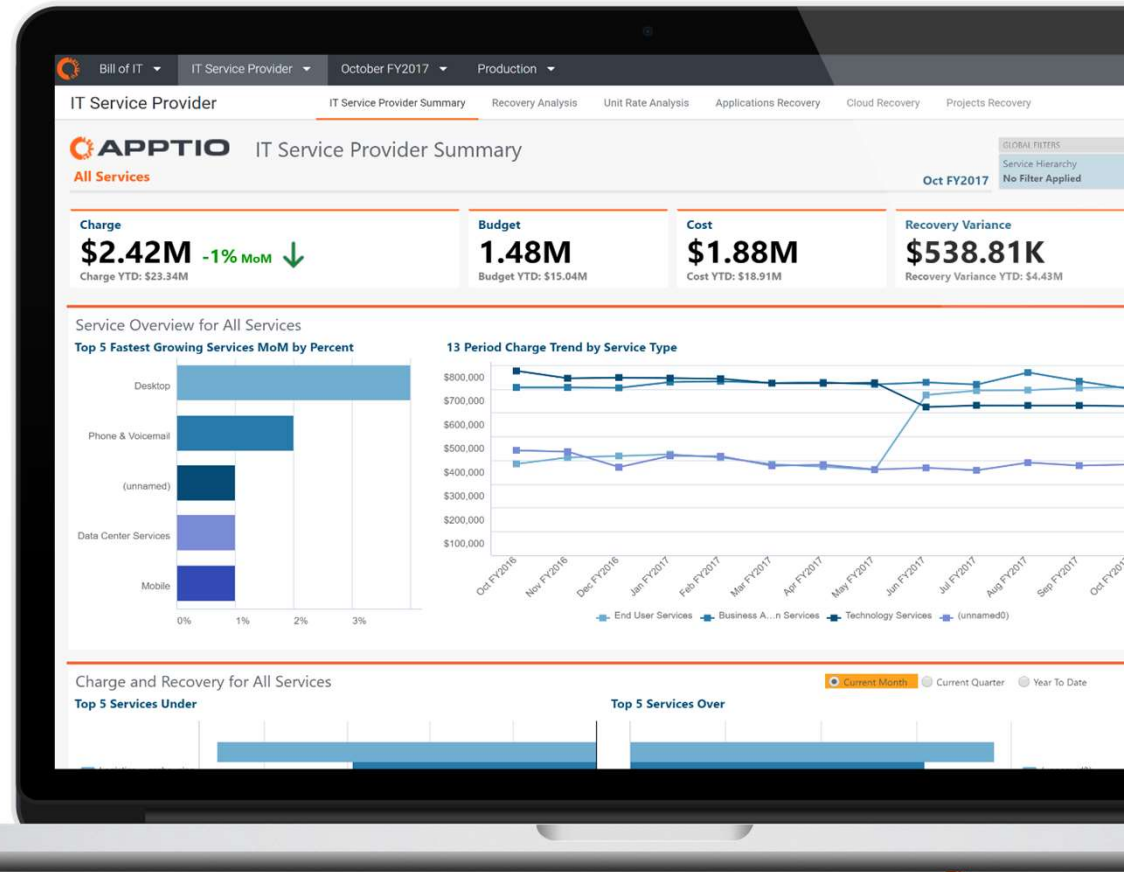 Bill of IT IT Service Provider October FY2017 Production
IT Service Provider IT Service Provider Summary Recovery Analysis Unit Rate Analysis Applications Recovery Cloud Recovery Projects Recovery
APPTIO IT Service Provider Summary
GLOBAL FILTERS
Service Hierarchy
All Services Oct FY2017 No Filter Applied
Charge Budget Cost Recovery Variance
$2.42M -1% MoM 1.48M $1.88M $538.81K
Charge YTD: $23.34M Budget YTD: $15.04M Cost YTD: $18.91M Recovery Variance YTD: $4.43M
Service Overview for All Services
Top 5 Fastest Growing Services MoM by Percent
Desktop
Phone & Voicemail
(unnamed)
Data Center Services
Mobile
0% 1% 2% 3%
13 Period Charge Trend by Service Type
$800,000
$700,000
$600,000
$500,000
$400,000
$300,000
$200,000
$100,000
Oct FY2016 Nov FY2016 Dec FY2016 Jan FY2017 Feb FY2017 Mar FY2017 Apr FY2017 May FY2017 Jun FY2017 Jul FY2017 Aug FY2017 Sep FY2017 Oct FY2017
End User Services Business A...n Services Technology Services (unnamed0)
Charge and Recovery for All Services Current Month Current Quarter Year To Date
Top 5 Services Under Top 5 Services Over